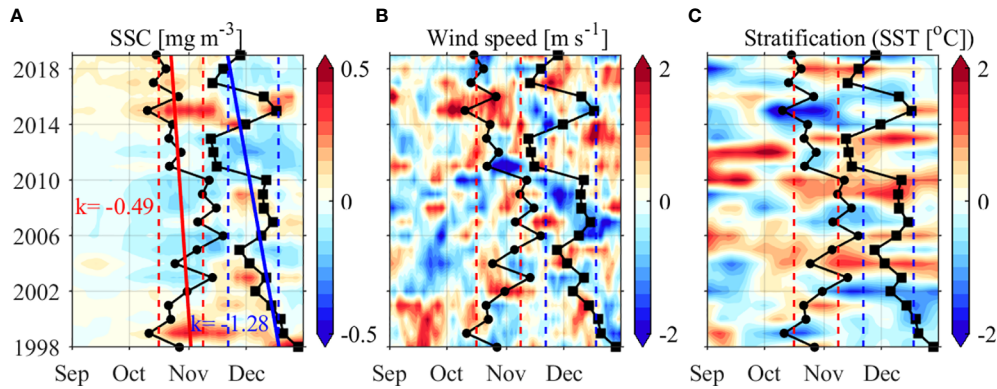 A
B
C
SSC [mg m-3]
Wind speed [m s-1]
Stratification (SST [oC])
2018
2014
2010
2006
2002
1998
k= -0.49
k= -1.28
0.5
0
-0.5
2
0
-2
2
0
-2
Sep Oct Nov Dec
Sep Oct Nov Dec
Sep Oct Nov Dec